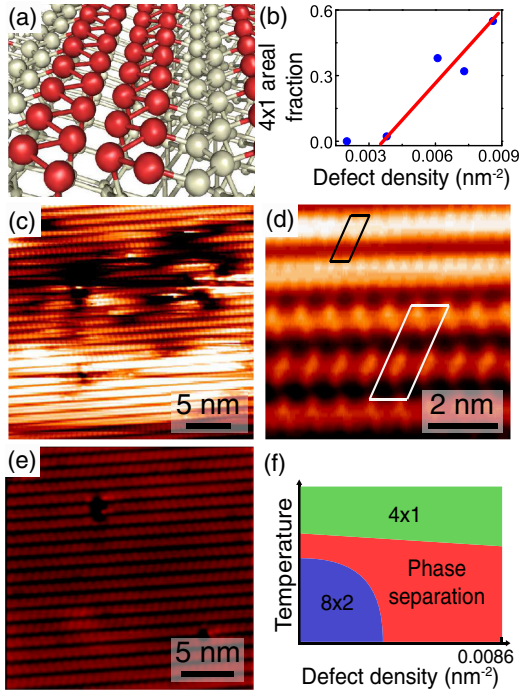 (a)
(b)
0.6
0.3
0.0
4x1 areal
fraction
0.003
0.006
0.009
Defect density (nm⁻²)
(c)
5 nm
(d)
2 nm
(e)
5 nm
(f)
4x1
Phase
separation
8x2
Temperature
0.0086
Defect density (nm⁻²)